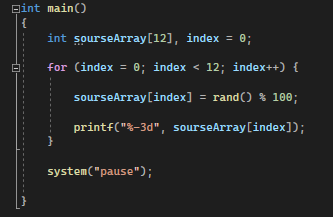 int main()
{
int sourseArray[12], index = 0;
for (index = 0; index < 12; index++) {
sourseArray[index] = rand() % 100;
printf("%-3d", sourseArray[index]);
}
system("pause");
}